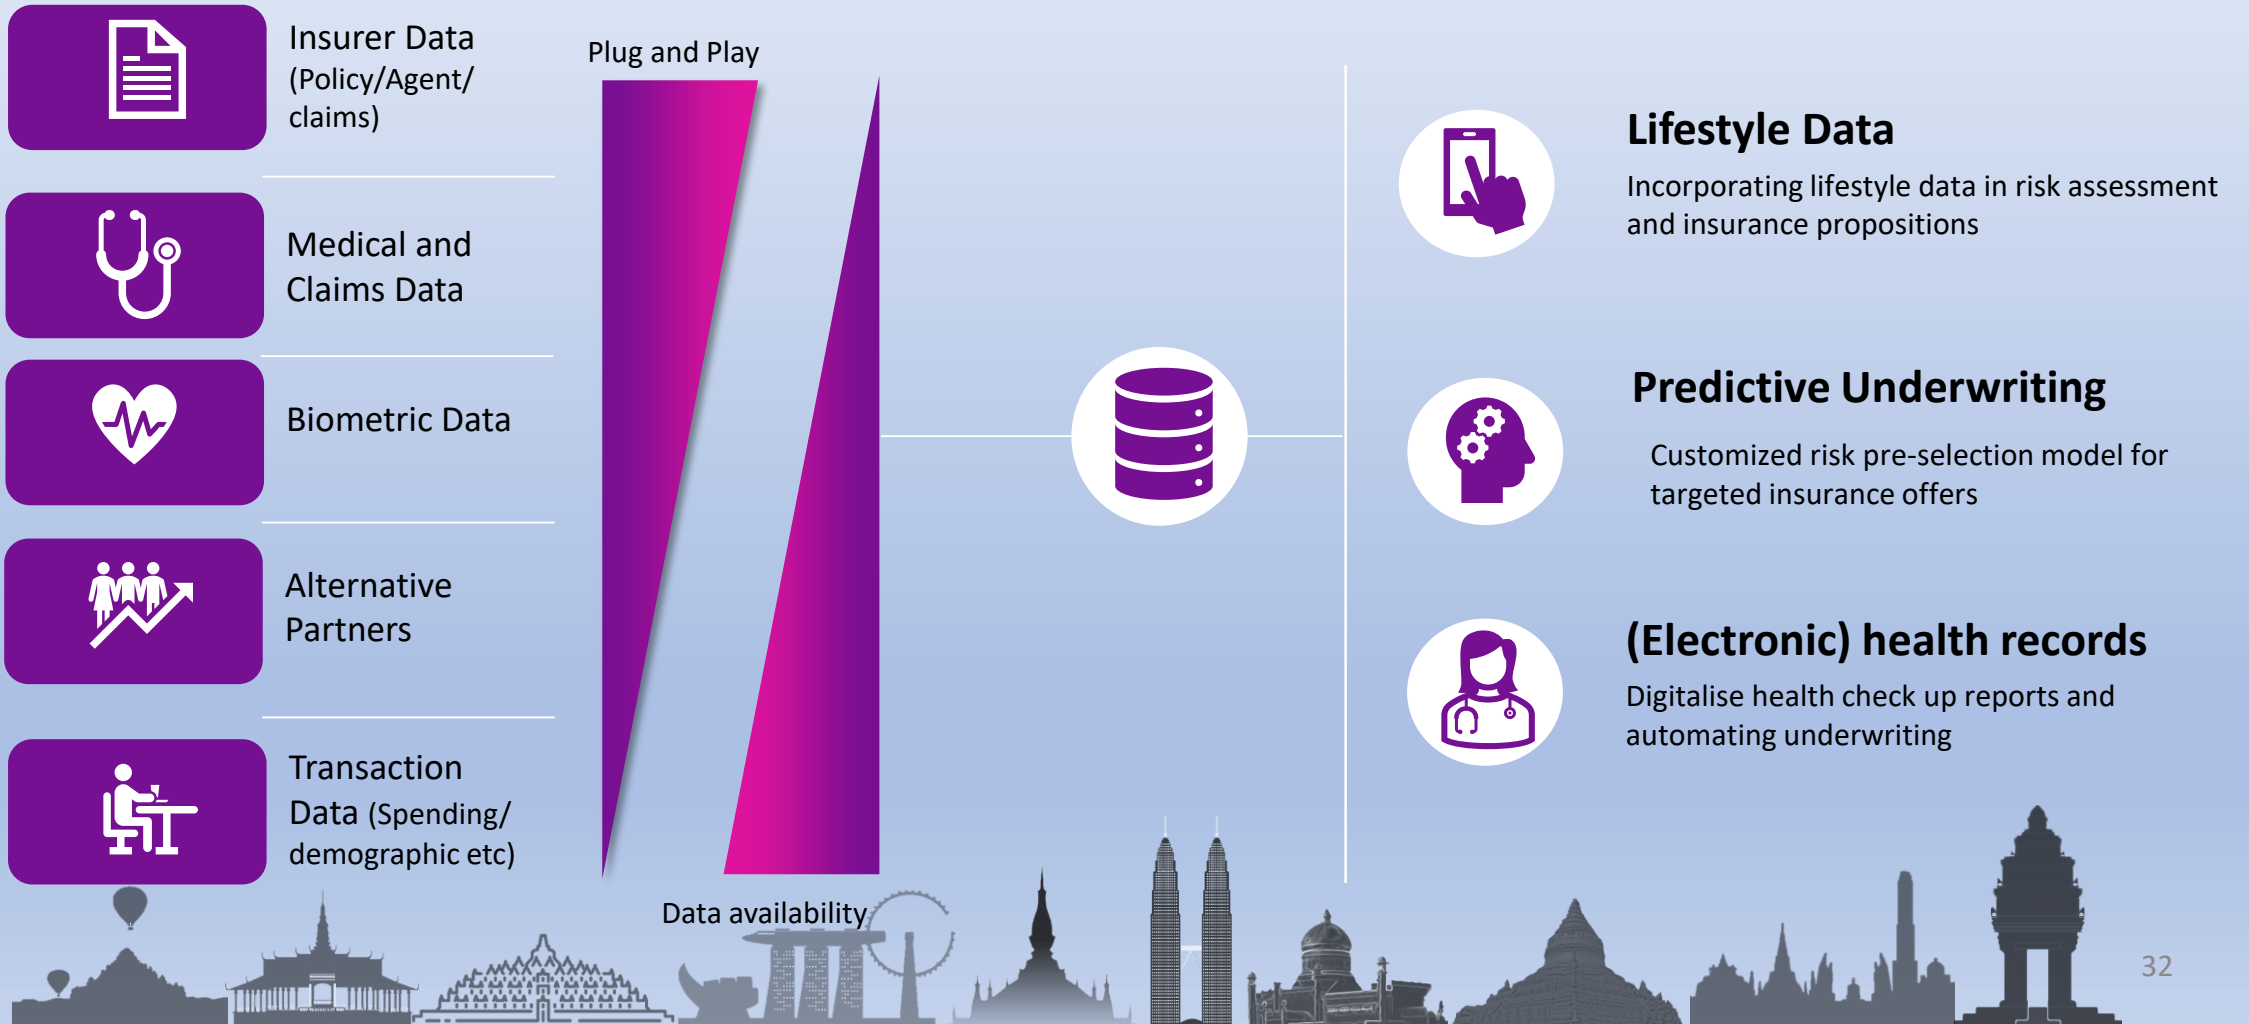 Insurer Data
(Policy/Agent/
claims)
Medical and
Claims Data
Biometric Data
Alternative
Partners
Transaction
Data (Spending/
demographic etc)
Plug and Play
Data availability
Lifestyle Data
Incorporating lifestyle data in risk assessment
and insurance propositions
Predictive Underwriting
Customized risk pre-selection model for
targeted insurance offers
(Electronic) health records
Digitalise health check up reports and
automating underwriting
32